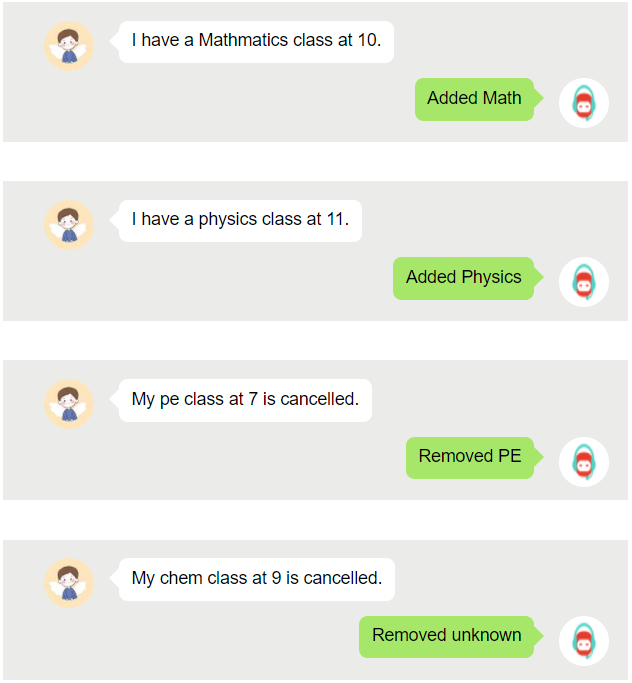 I have a Mathmatics class at 10.
Added Math
I have a physics class at 11.
Added Physics
My pe class at 7 is cancelled.
Removed PE
My chem class at 9 is cancelled.
Removed unknown